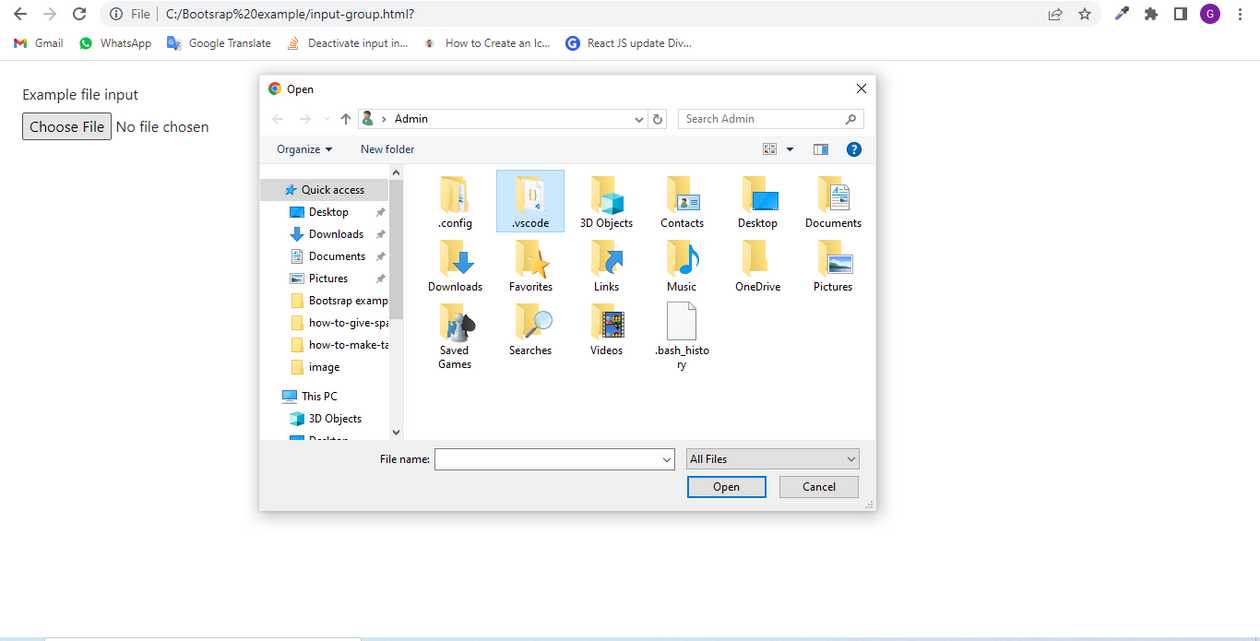 File C:/Bootsrap%20example/input-group.html? G
Gmail WhatsApp Google Translate Deactivate input in... How to Create an Ic... React JS update Div...
Example file input
Choose File No file chosen
Open
Admin
Search Admin
Organize New folder ?
Quick access
Desktop
Downloads
Documents
Pictures
Bootsrap examp
how-to-give-spa
how-to-make-ta
image
This PC
3D Objects
Desktop
.config .vscode 3D Objects Contacts Desktop Documents
Downloads Favorites Links Music OneDrive Pictures
Saved Games Searches Videos .bash_history
File name: All Files
Open Cancel